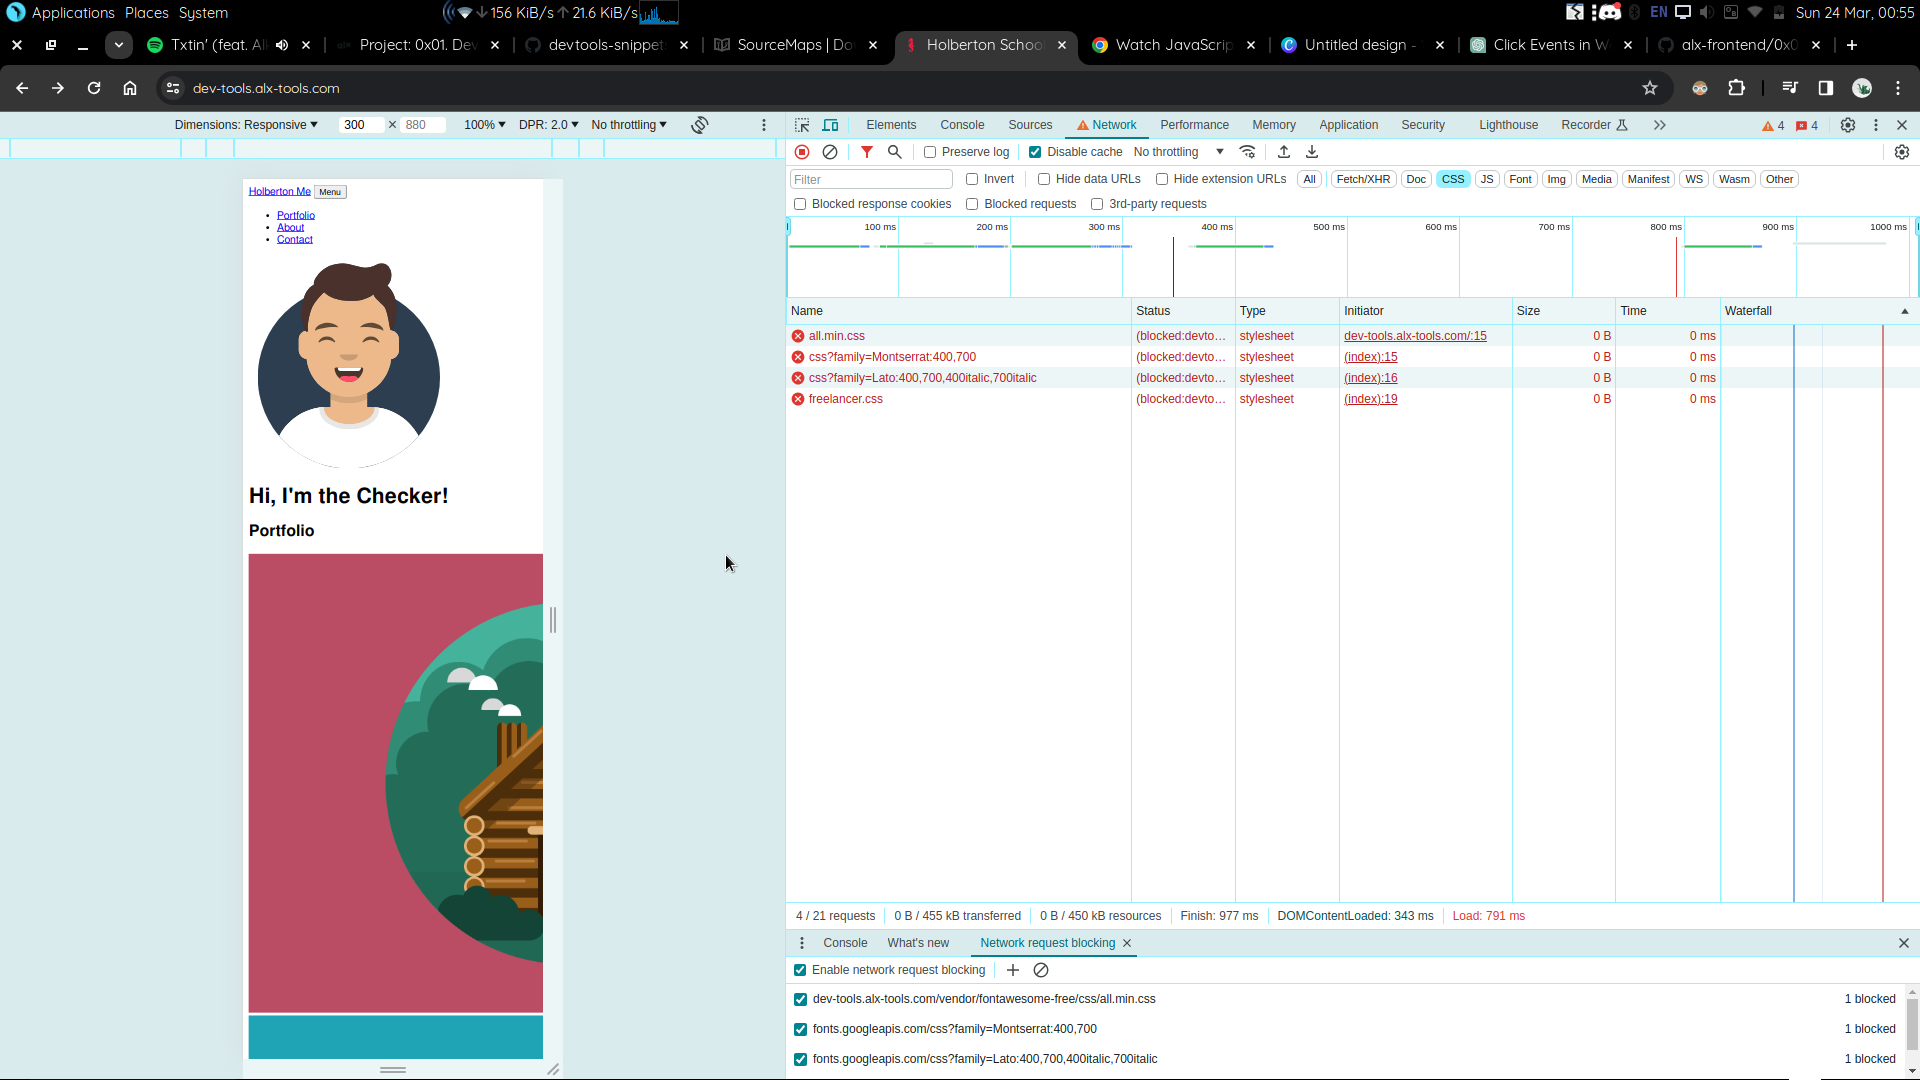 Applications Places System 156 KiB/s 21.6 KiB/s EN Sun 24 Mar, 00:55
Txtin' (feat. Al Project: 0x01. Dev devtools-snippet SourceMaps | Do Holberton Schoo Watch JavaScrip Untitled design - Click Events in W alx-frontend/0x0
dev-tools.alx-tools.com
Dimensions: Responsive 300 × 880 100% DPR: 2.0 No throttling
Elements Console Sources Network Performance Memory Application Security Lighthouse Recorder 4 4
Preserve log Disable cache No throttling
Filter Invert Hide data URLs Hide extension URLs All Fetch/XHR Doc CSS JS Font Img Media Manifest WS Wasm Other
Blocked response cookies Blocked requests 3rd-party requests
100 ms 200 ms 300 ms 400 ms 500 ms 600 ms 700 ms 800 ms 900 ms 1000 ms
Name Status Type Initiator Size Time Waterfall
all.min.css (blocked:devto... stylesheet dev-tools.alx-tools.com/:15 0 B 0 ms
css?family=Montserrat:400,700 (blocked:devto... stylesheet (index):15 0 B 0 ms
css?family=Lato:400,700,400italic,700italic (blocked:devto... stylesheet (index):16 0 B 0 ms
freelancer.css (blocked:devto... stylesheet (index):19 0 B 0 ms
Holberton Me Menu
Portfolio
About
Contact
Hi, I'm the Checker!
Portfolio
4 / 21 requests 0 B / 455 kB transferred 0 B / 450 kB resources Finish: 977 ms DOMContentLoaded: 343 ms Load: 791 ms
Console What's new Network request blocking
Enable network request blocking
dev-tools.alx-tools.com/vendor/fontawesome-free/css/all.min.css 1 blocked
fonts.googleapis.com/css?family=Montserrat:400,700 1 blocked
fonts.googleapis.com/css?family=Lato:400,700,400italic,700italic 1 blocked